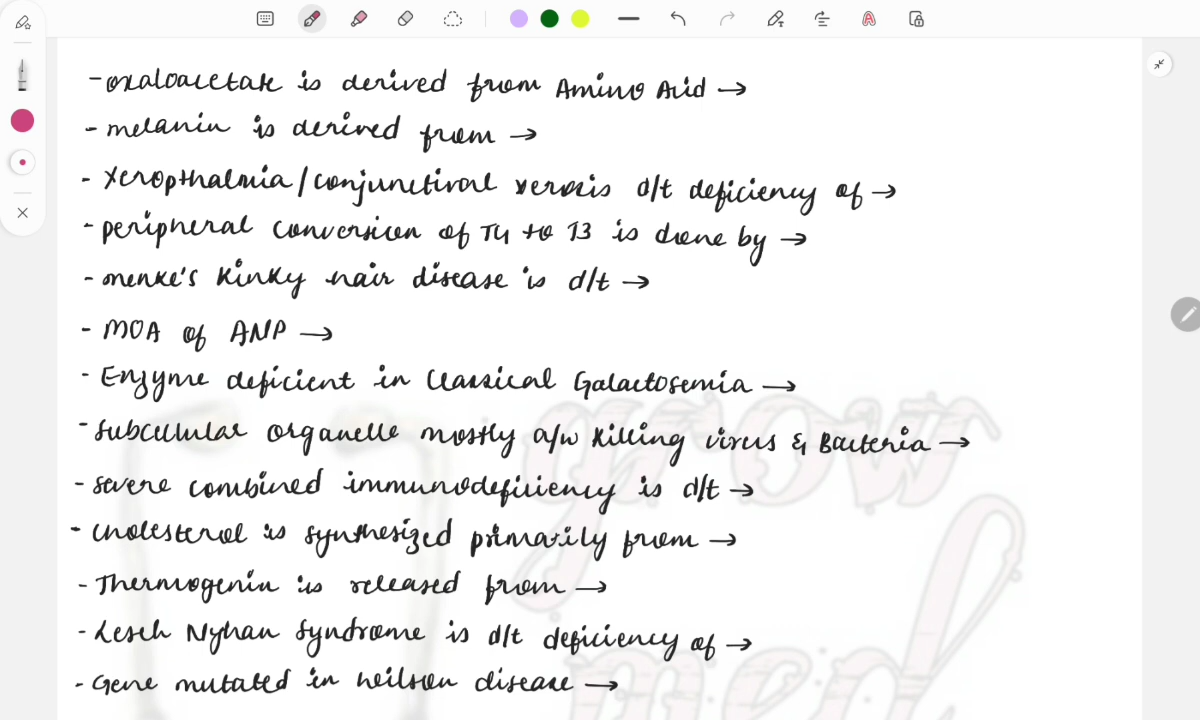 - oxaloacetate is derived from Amino Acid →
- melanin is derived from →
- Xeropthalmia/conjunctival xerosis d/t deficiency of →
- peripheral conversion of T4 to T3 is done by →
- menke's Kinky hair disease is d/t →
- MOA of ANP →
- Enzyme deficient in Classical Galactosemia →
- subcellular organelle mostly a/w killing virus & Bacteria →
- severe combined immunodeficiency is d/t →
- cholesterol is synthesized primarily from →
- Thermogenin is released from →
- Lesch Nyhan syndrome is d/t deficiency of →
- Gene mutated in Weilson disease →
grow
med